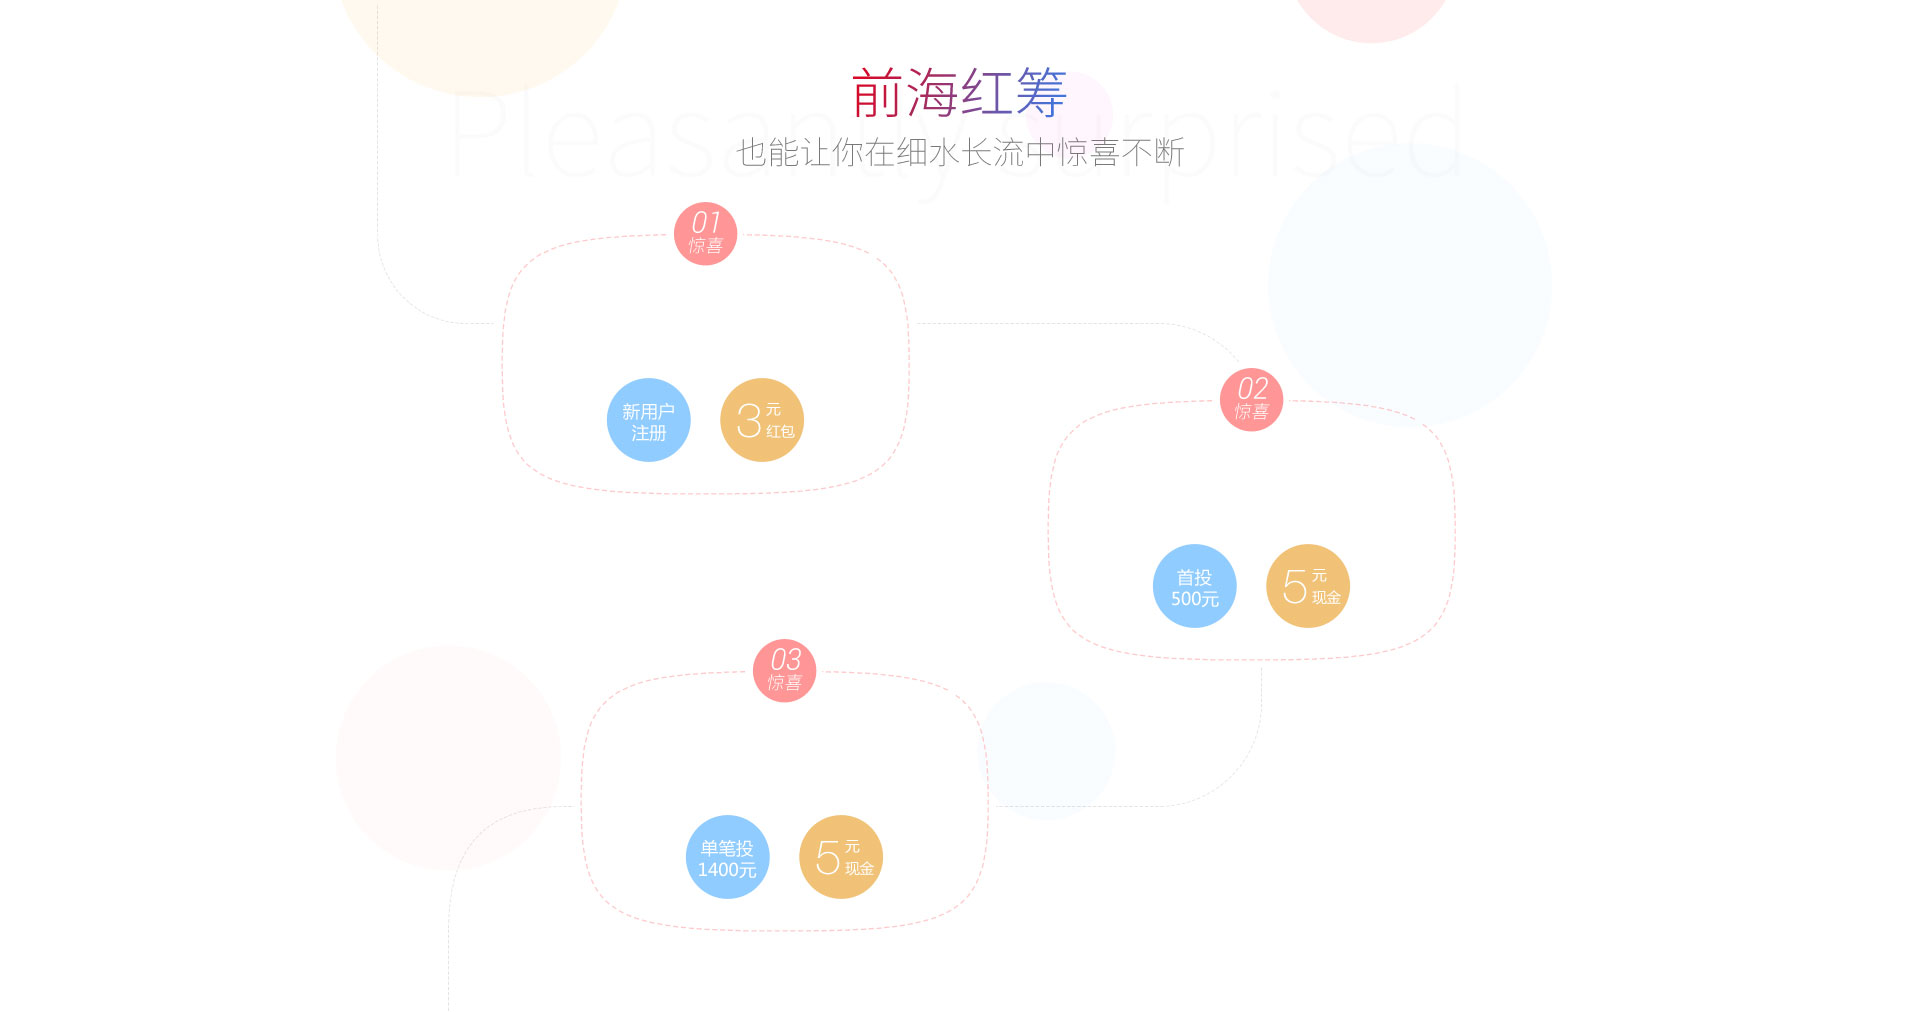 前海红筹
Pleasantly surprised
也能让你在细水长流中惊喜不断
01
惊喜
新用户
注册
3元
红包
02
惊喜
首投
500元
5元
现金
03
惊喜
单笔投
1400元
5元
现金